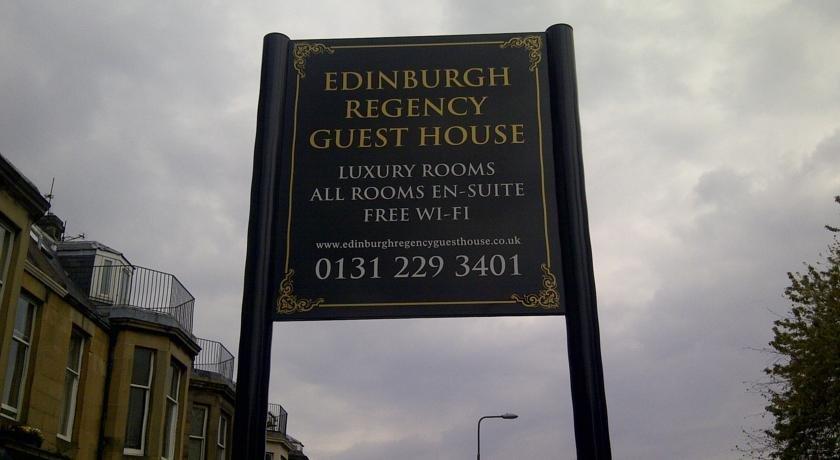 EDINBURGH
REGENCY
GUEST HOUSE
LUXURY ROOMS
ALL ROOMS EN-SUITE
FREE WI-FI
www.edinburghregencyguesthouse.co.uk
0131 229 3401